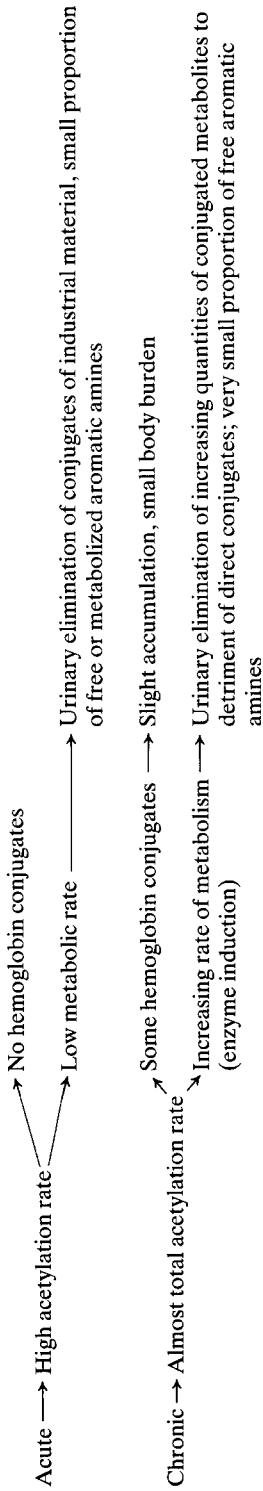 Acute → High acetylation rate
No hemoglobin conjugates
Low metabolic rate → Urinary elimination of conjugates of industrial material, small proportion
of free or metabolized aromatic amines
Chronic → Almost total acetylation rate
Some hemoglobin conjugates → Slight accumulation, small body burden
Increasing rate of metabolism → Urinary elimination of increasing quantities of conjugated metabolites to
(enzyme induction)
detriment of direct conjugates; very small proportion of free aromatic
amines